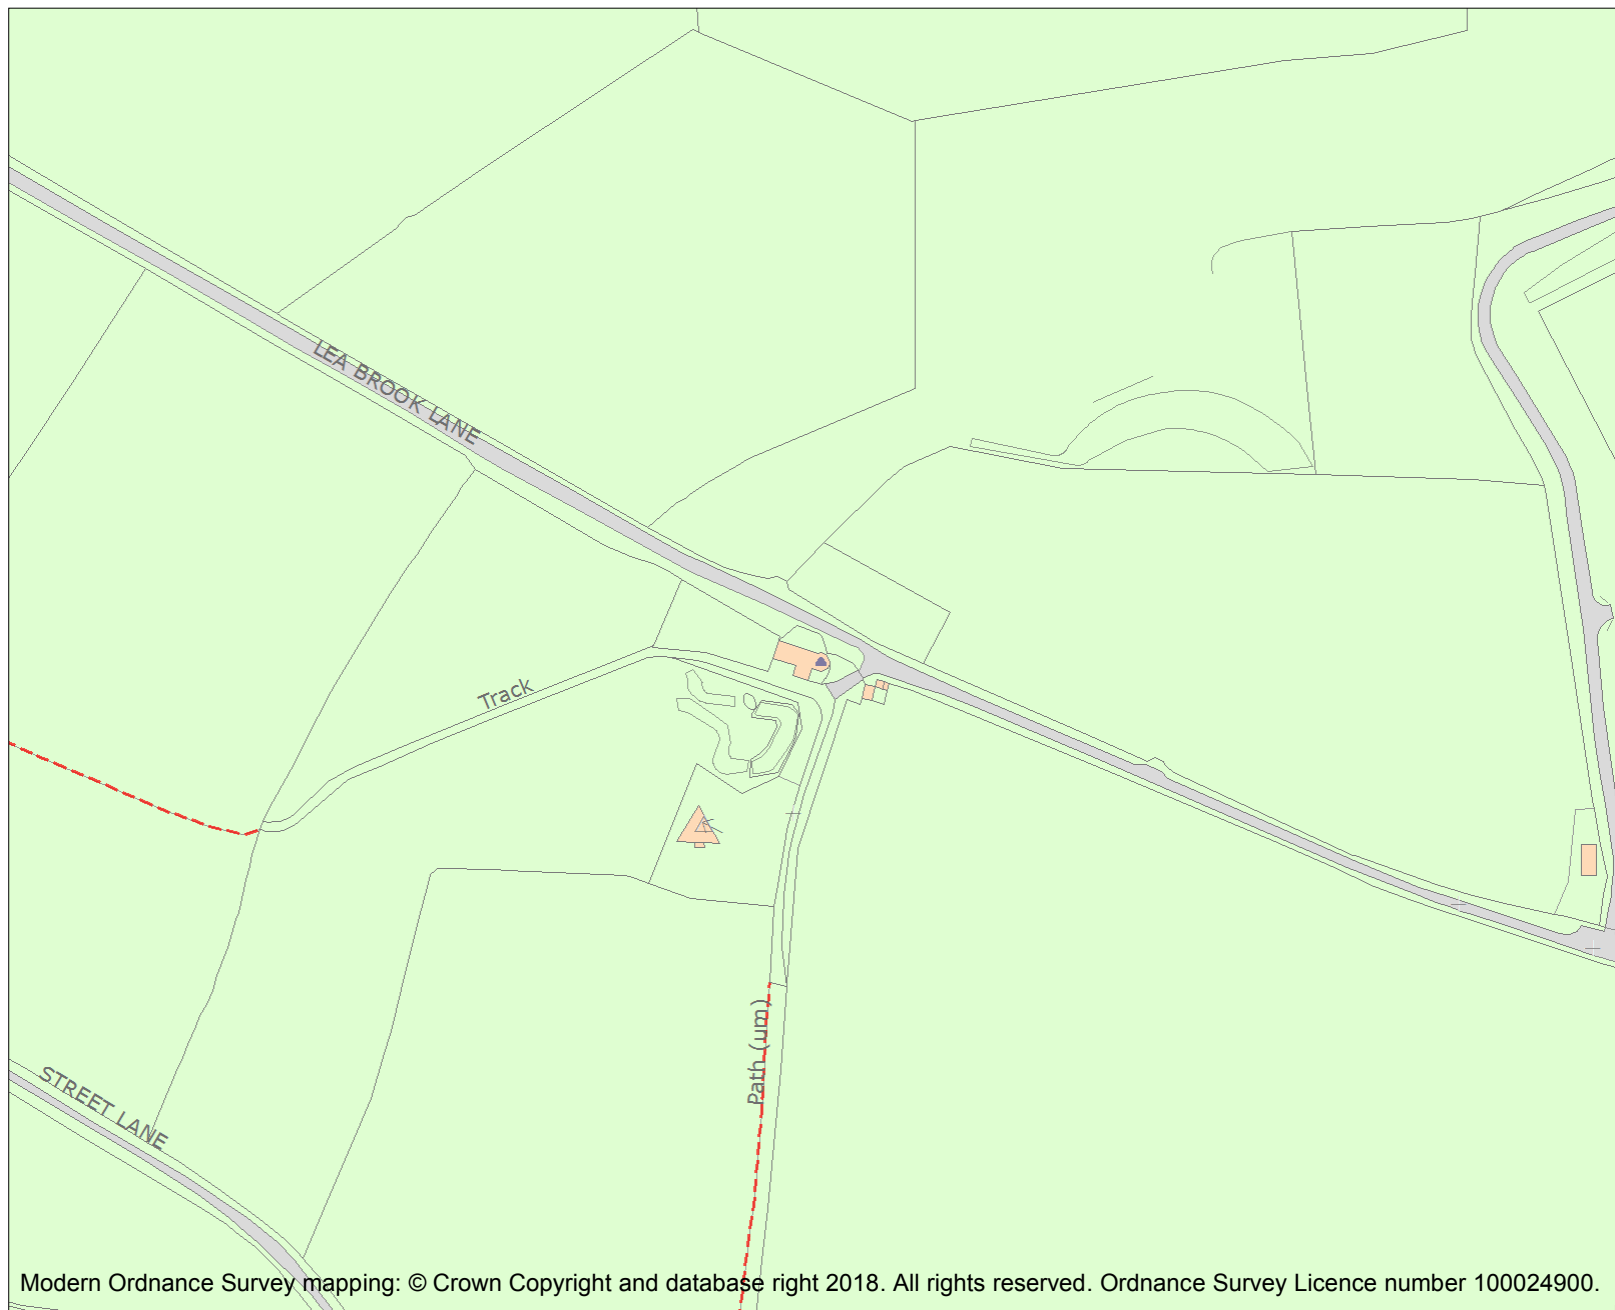 LEA BROOK LANE
Track
Path (um)
STREET LANE
Modern Ordnance Survey mapping: © Crown Copyright and database right 2018. All rights reserved. Ordnance Survey Licence number 100024900.